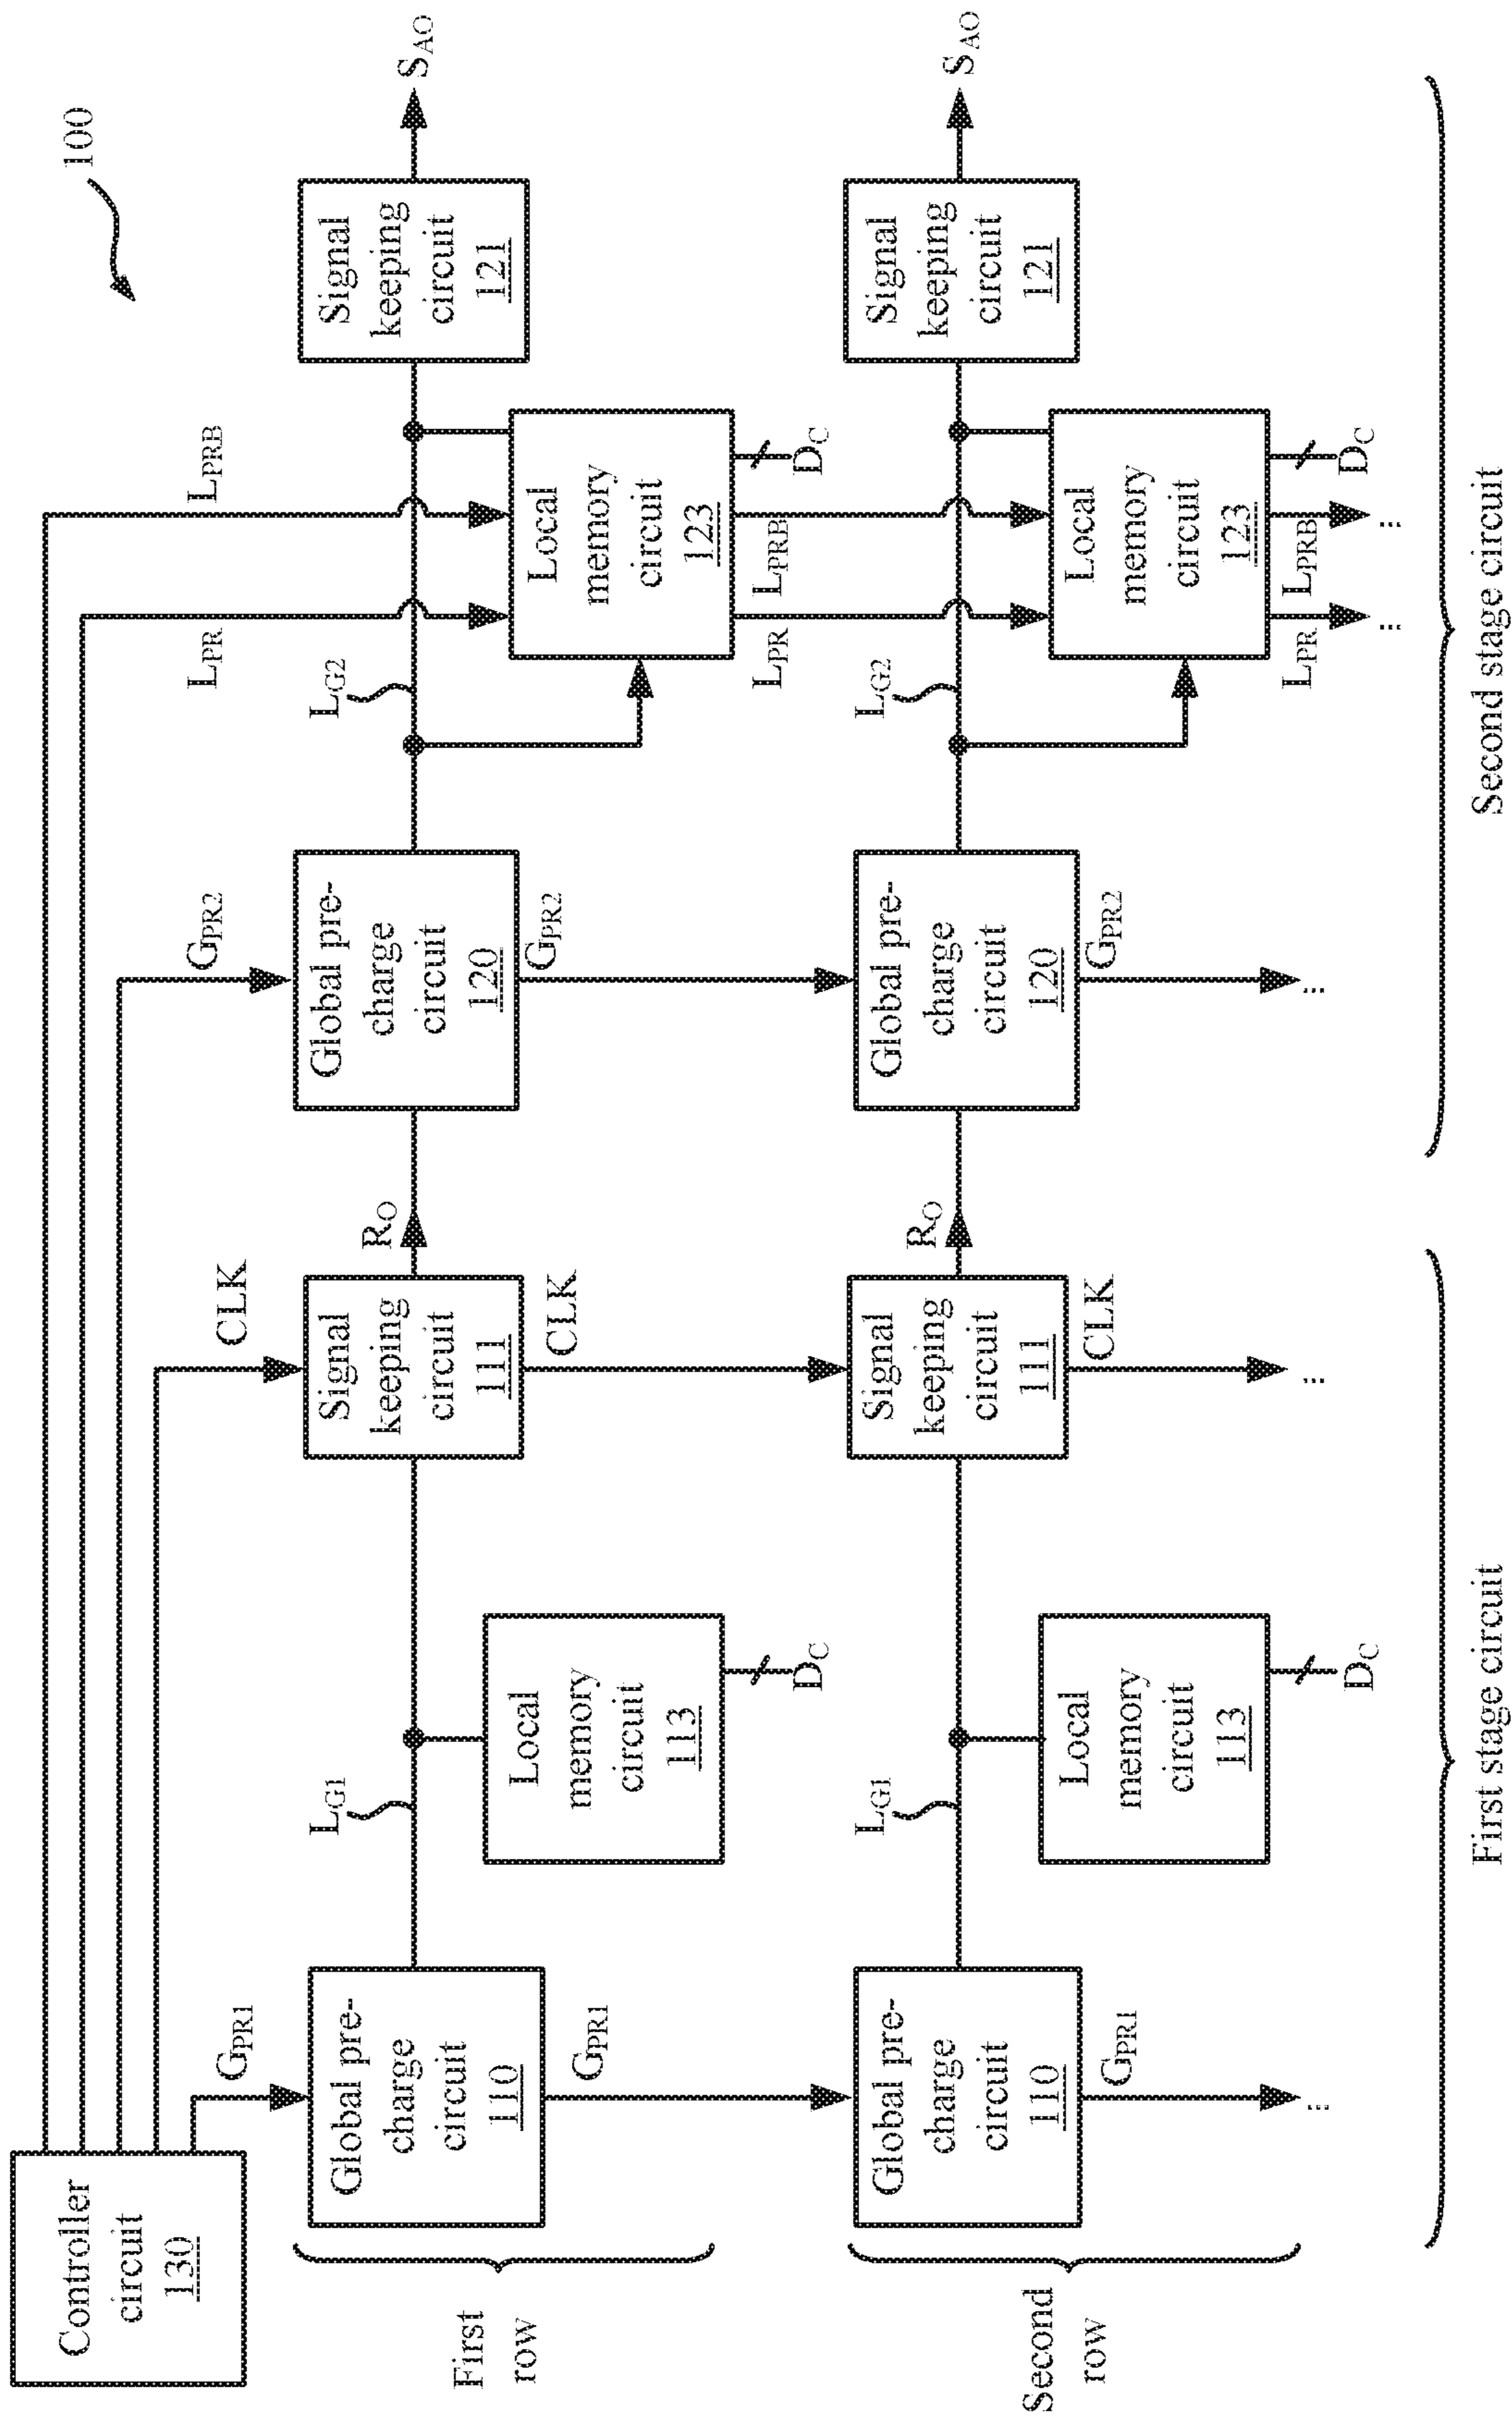 100
Controller
circuit
130
GPR1
CLK
GPR2
LPR
LPRB
First
row
Global pre-
charge
circuit
110
LG1
Local
memory
circuit
113
DC
Signal
keeping
circuit
111
RO
Global pre-
charge
circuit
120
LG2
Local
memory
circuit
123
DC
Signal
keeping
circuit
121
SAO
GPR1
CLK
GPR2
LPR
LPRB
Second
row
Global pre-
charge
circuit
110
LG1
Local
memory
circuit
113
DC
Signal
keeping
circuit
111
RO
Global pre-
charge
circuit
120
LG2
Local
memory
circuit
123
DC
Signal
keeping
circuit
121
SAO
GPR1
...
CLK
...
GPR2
...
LPR
...
LPRB
...
First stage circuit
Second stage circuit